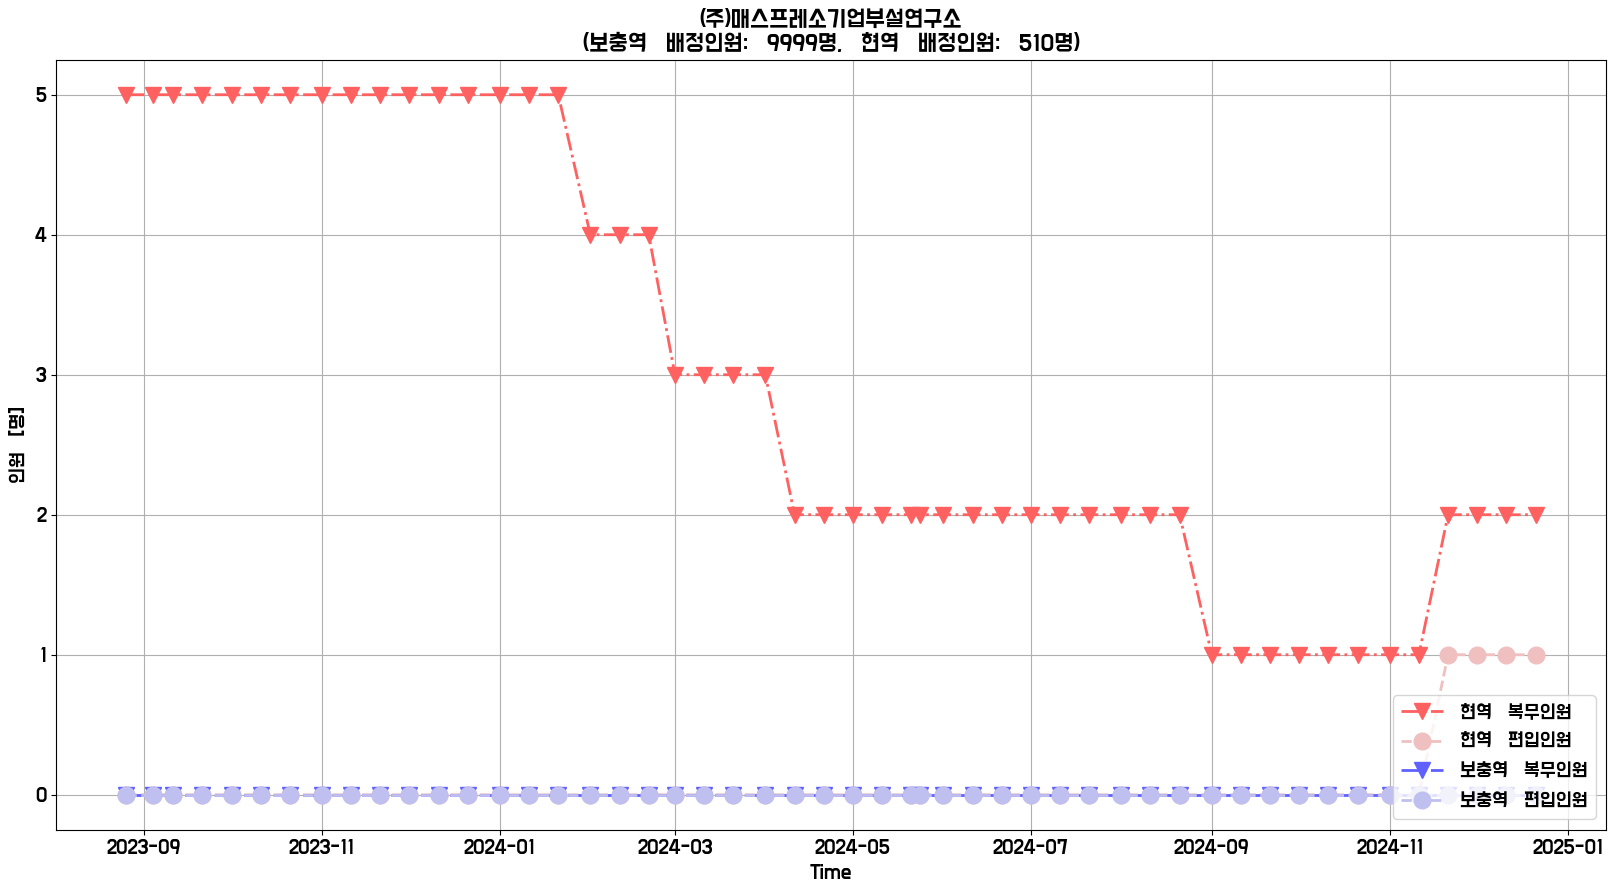 (주)매스프레소기업부설연구소
(보충역 배정인원: 9999명, 현역 배정인원: 510명)
인원 [명]
5
4
3
2
1
0
현역 복무인원
현역 편입인원
보충역 복무인원
보충역 편입인원
2023-09
2023-11
2024-01
2024-03
2024-05
2024-07
2024-09
2024-11
2025-01
Time